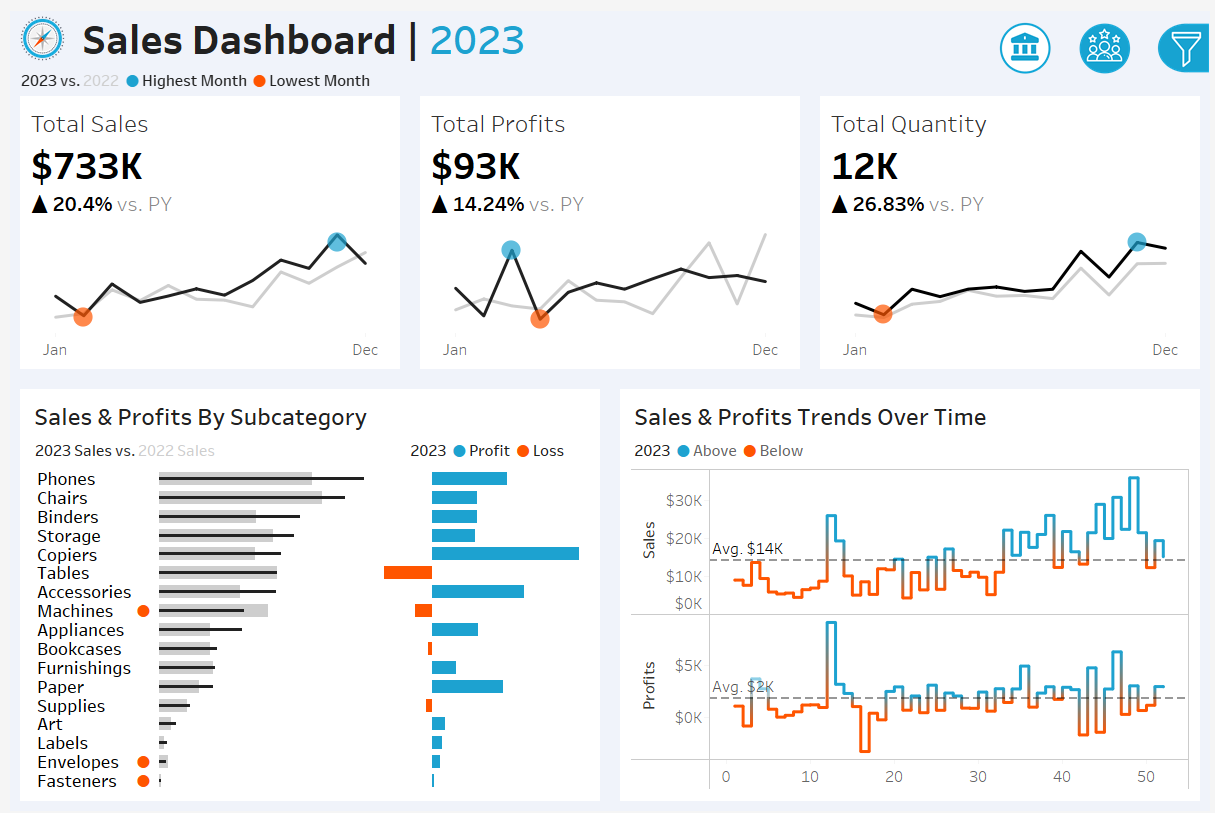 Sales Dashboard | 2023
2023 vs. 2022 Highest Month Lowest Month
Total Sales
$733K
▲ 20.4% vs. PY
Jan Dec
Total Profits
$93K
▲ 14.24% vs. PY
Jan Dec
Total Quantity
12K
▲ 26.83% vs. PY
Jan Dec
Sales & Profits By Subcategory
2023 Sales vs. 2022 Sales
2023 Profit Loss
Phones
Chairs
Binders
Storage
Copiers
Tables
Accessories
Machines
Appliances
Bookcases
Furnishings
Paper
Supplies
Art
Labels
Envelopes
Fasteners
Sales & Profits Trends Over Time
2023 Above Below
Sales
$30K
$20K
$10K
$0K
Avg. $14K
Profits
$5K
$0K
Avg. $2K
0 10 20 30 40 50